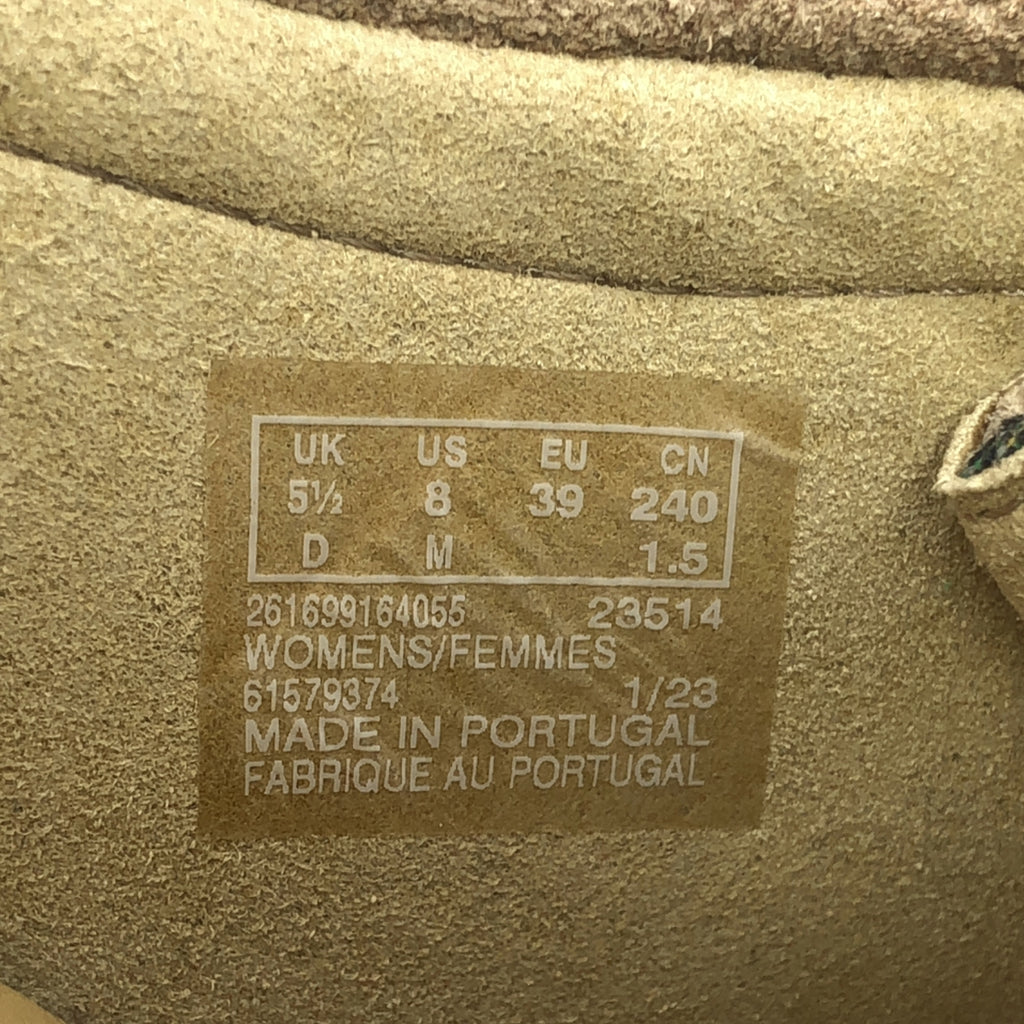 UK US EU CN
5½ 8 39 240
D M 1.5
261699164055 23514
WOMENS/FEMMES
61579374 1/23
MADE IN PORTUGAL
FABRIQUE AU PORTUGAL